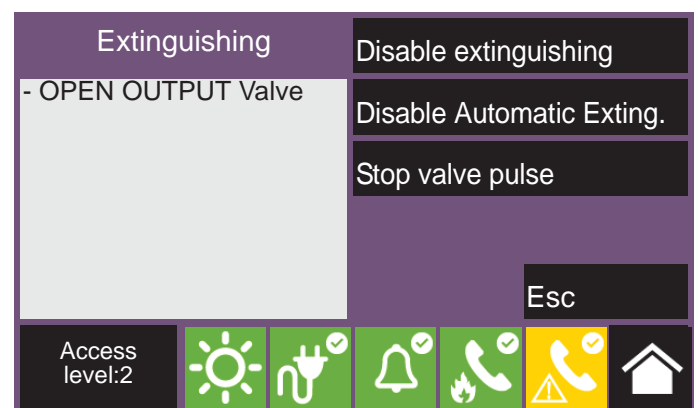 Extinguishing
- OPEN OUTPUT Valve
Disable extinguishing
Disable Automatic Exting.
Stop valve pulse
Esc
Access
level:2